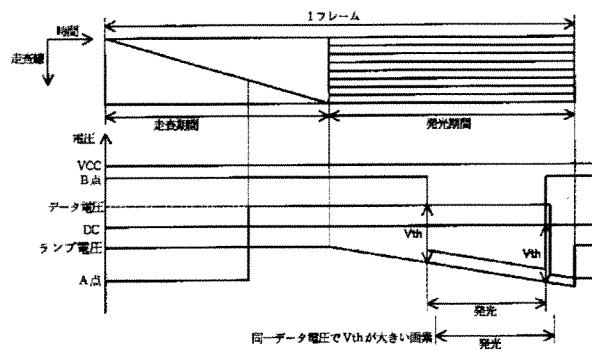 1フレーム
時間
走査線
走査期間
発光期間
電圧
VCC
B点
データ電圧
DC
Vth
ランプ電圧
Vth
A点
発光
同一データ電圧でVthが大きい画素
発光